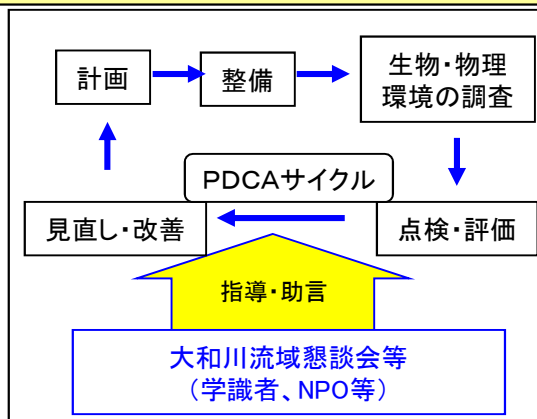 計画
整備
生物・物理
環境の調査
PDCAサイクル
見直し・改善
点検・評価
指導・助言
大和川流域懇談会等
（学識者、NPO等）